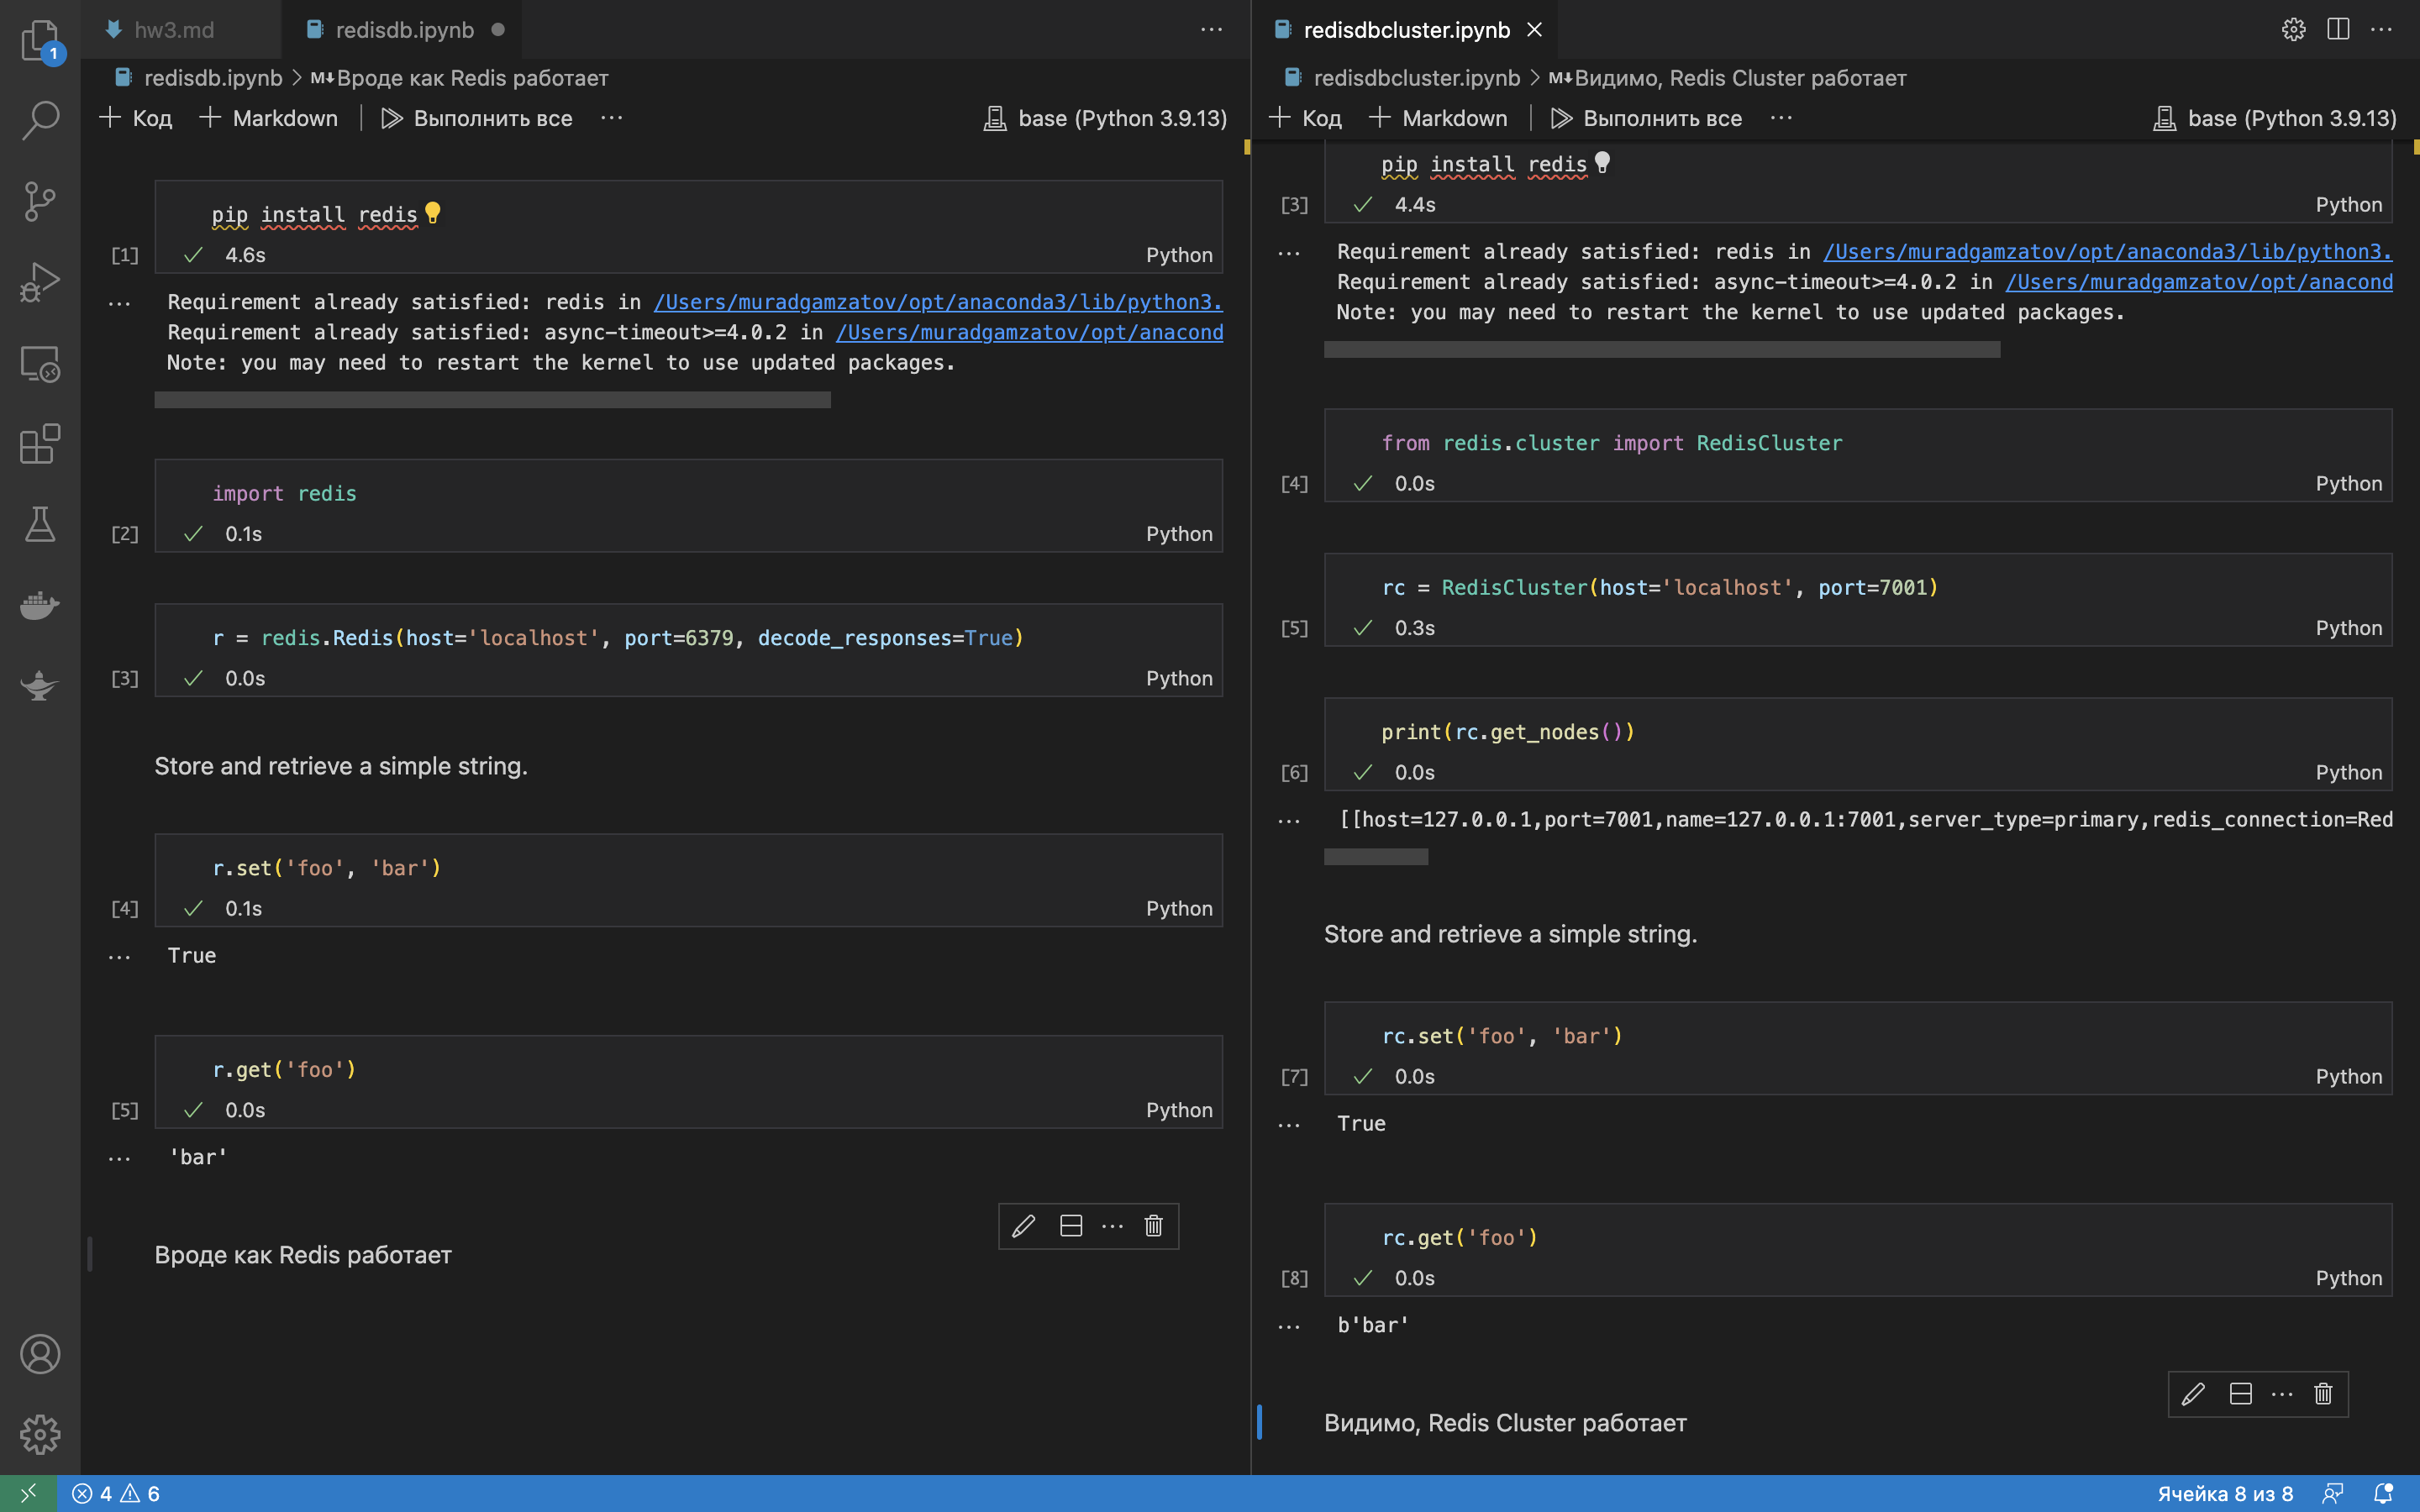 1
hw3.md
redisdb.ipynb
redisdb.ipynb > M↓ Вроде как Redis работает
+ Код + Markdown | Выполнить все ···
base (Python 3.9.13)
pip install redis
[1] ✓ 4.6s Python
Requirement already satisfied: redis in /Users/muradgamzatov/opt/anaconda3/lib/python3.
Requirement already satisfied: async-timeout>=4.0.2 in /Users/muradgamzatov/opt/anacond
Note: you may need to restart the kernel to use updated packages.
import redis
[2] ✓ 0.1s Python
r = redis.Redis(host='localhost', port=6379, decode_responses=True)
[3] ✓ 0.0s Python
Store and retrieve a simple string.
r.set('foo', 'bar')
[4] ✓ 0.1s Python
True
r.get('foo')
[5] ✓ 0.0s Python
'bar'
Вроде как Redis работает
redisdbcluster.ipynb
redisdbcluster.ipynb > M↓ Видимо, Redis Cluster работает
+ Код + Markdown | Выполнить все ···
base (Python 3.9.13)
pip install redis
[3] ✓ 4.4s Python
Requirement already satisfied: redis in /Users/muradgamzatov/opt/anaconda3/lib/python3.
Requirement already satisfied: async-timeout>=4.0.2 in /Users/muradgamzatov/opt/anacond
Note: you may need to restart the kernel to use updated packages.
from redis.cluster import RedisCluster
[4] ✓ 0.0s Python
rc = RedisCluster(host='localhost', port=7001)
[5] ✓ 0.3s Python
print(rc.get_nodes())
[6] ✓ 0.0s Python
[[host=127.0.0.1,port=7001,name=127.0.0.1:7001,server_type=primary,redis_connection=Red
Store and retrieve a simple string.
rc.set('foo', 'bar')
[7] ✓ 0.0s Python
True
rc.get('foo')
[8] ✓ 0.0s Python
b'bar'
Видимо, Redis Cluster работает
4 6
Ячейка 8 из 8